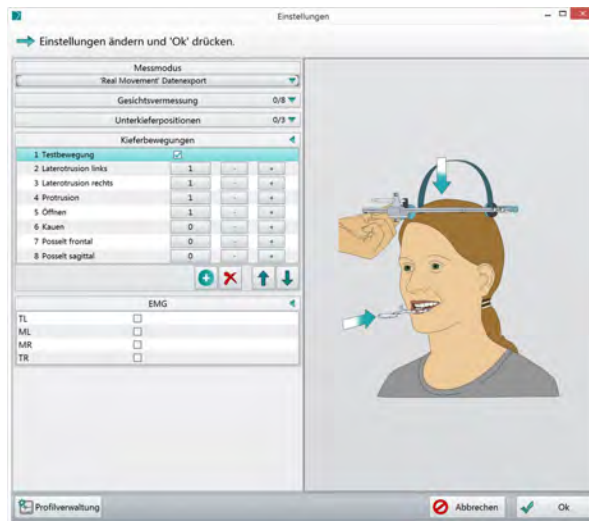 Einstellungen
Einstellungen ändern und 'Ok' drücken.
Messmodus
'Real Movement' Datenexport
Gesichtsvermessung 0/8
Unterkieferpositionen 0/3
Kieferbewegungen
1 Testbewegung
2 Laterotrusion links 1 - +
3 Laterotrusion rechts 1 - +
4 Protrusion 1 - +
5 Öffnen 1 - +
6 Kauen 0 - +
7 Posselt frontal 0 - +
8 Posselt sagittal 0 - +
EMG
TL
ML
MR
TR
Profilverwaltung
Abbrechen
Ok